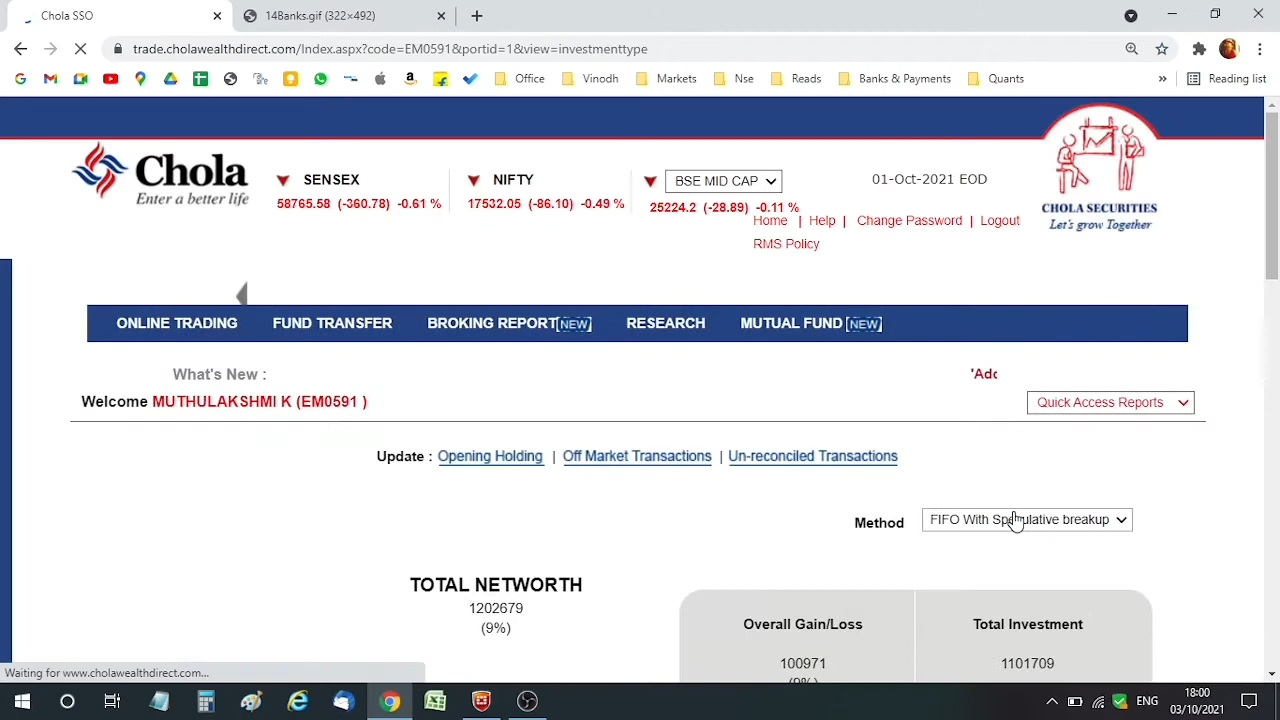 Chola SSO
14Banks.gif (322×492)
trade.cholawealthdirect.com/Index.aspx?code=EM0591&portid=1&view=investmenttype
Office
Vinodh
Markets
Nse
Reads
Banks & Payments
Quants
»
Reading list
Chola
Enter a better life
SENSEX
58765.58 (-360.78) -0.61 %
NIFTY
17532.05 (-86.10) -0.49 %
BSE MID CAP
25224.2 (-28.89) -0.11 %
01-Oct-2021 EOD
Home | Help | Change Password | Logout
RMS Policy
CHOLA SECURITIES
Let's grow Together
ONLINE TRADING
FUND TRANSFER
BROKING REPORT [NEW]
RESEARCH
MUTUAL FUND [NEW]
What's New :
'Add
Welcome MUTHULAKSHMI K (EM0591 )
Quick Access Reports
Update : Opening Holding | Off Market Transactions | Un-reconciled Transactions
Method
FIFO With Speculative breakup
TOTAL NETWORTH
1202679
(9%)
Overall Gain/Loss
100971
(9%)
Total Investment
1101709
Waiting for www.cholawealthdirect.com...
ENG
18:00
03/10/2021